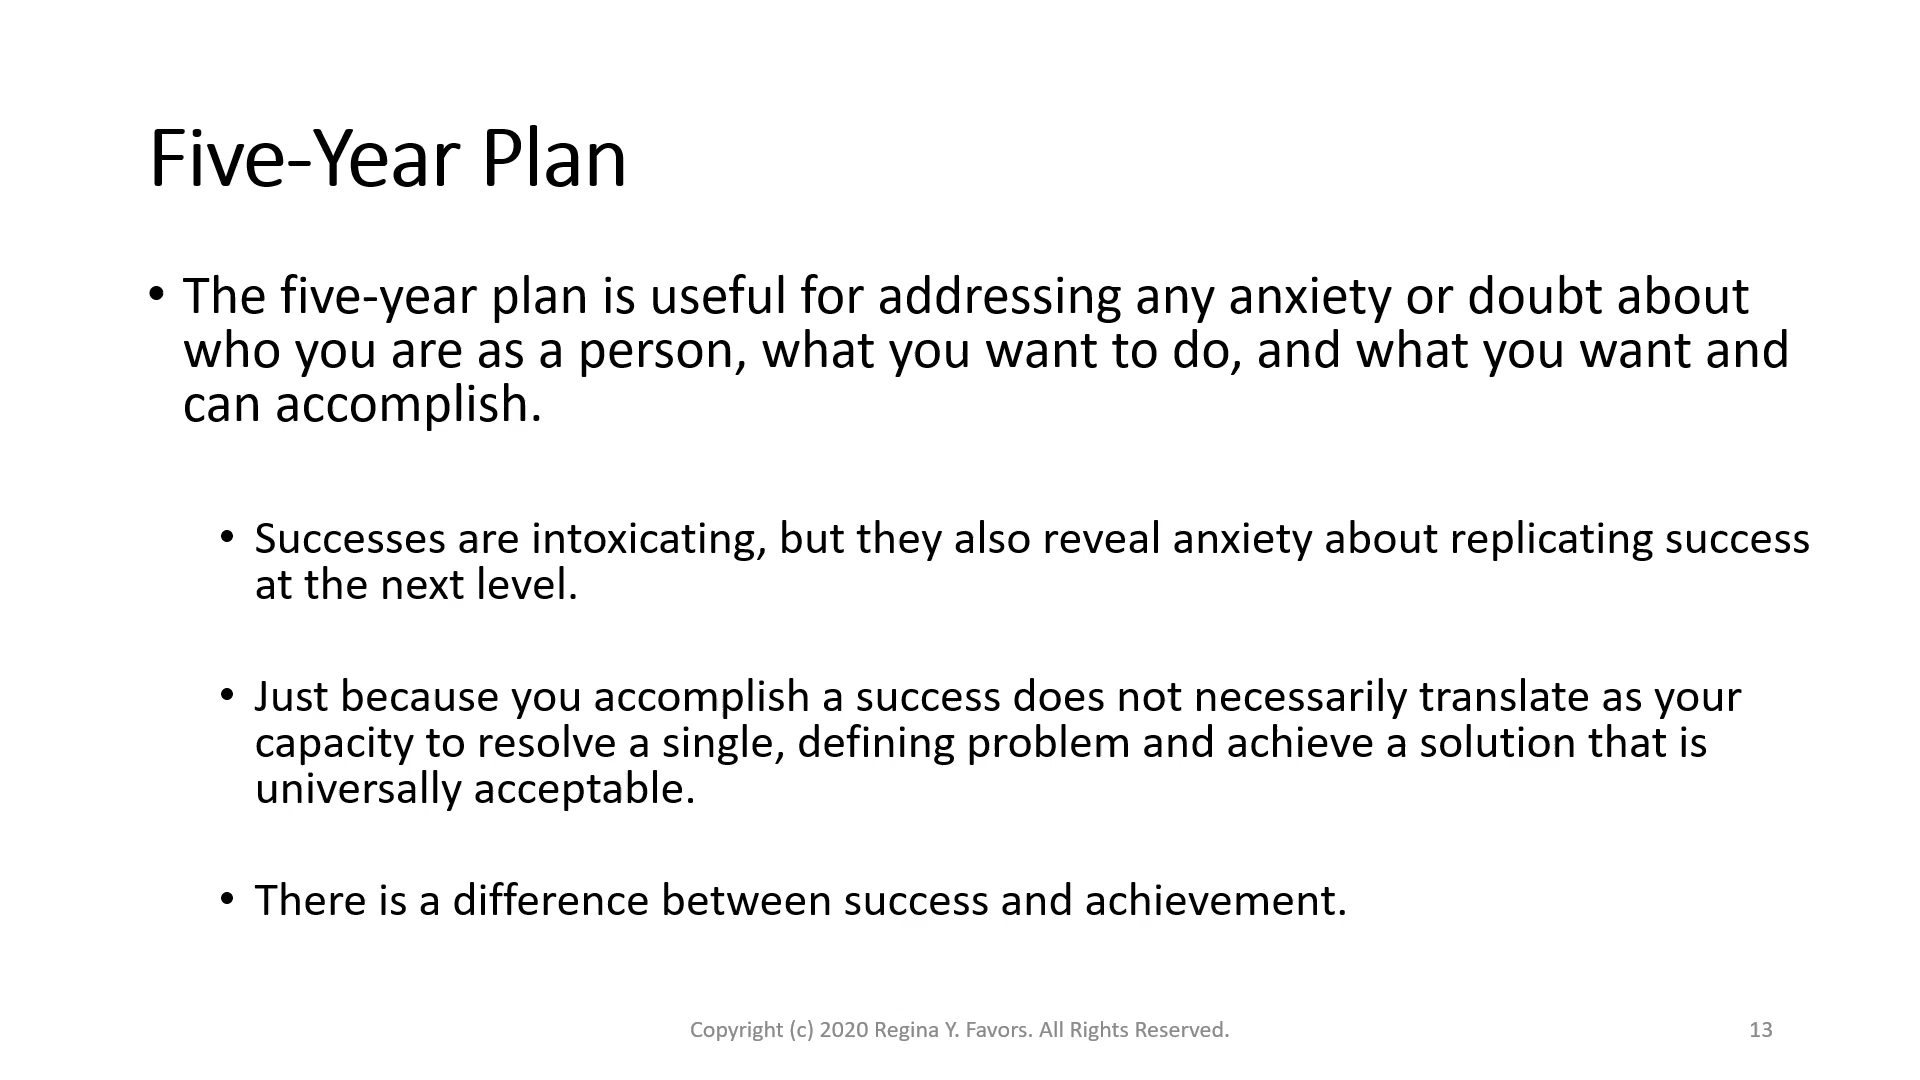 Five-Year Plan
• The five-year plan is useful for addressing any anxiety or doubt about
who you are as a person, what you want to do, and what you want and
can accomplish.
• Successes are intoxicating, but they also reveal anxiety about replicating success
at the next level.
• Just because you accomplish a success does not necessarily translate as your
capacity to resolve a single, defining problem and achieve a solution that is
universally acceptable.
• There is a difference between success and achievement.
Copyright (c) 2020 Regina Y. Favors. All Rights Reserved.
13